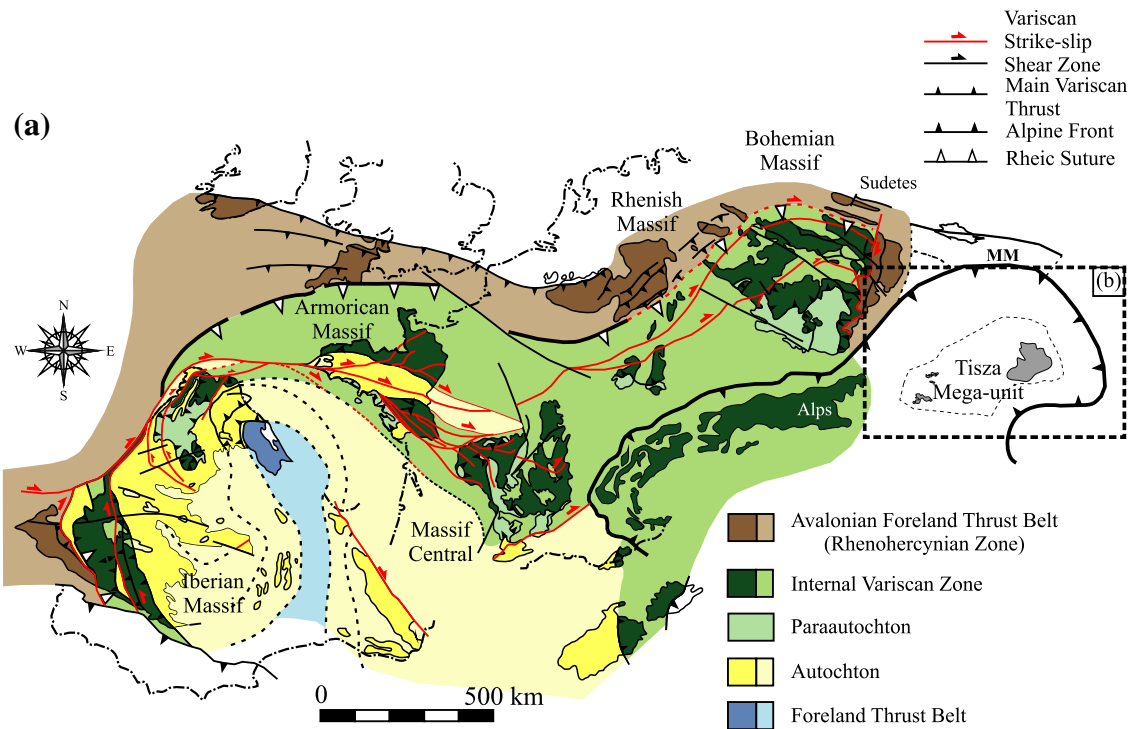 (a)
Variscan
Strike-slip
Shear Zone
Main Variscan
Thrust
Alpine Front
Rheic Suture
Bohemian
Massif
Sudetes
Rhenish
Massif
MM
(b)
Armorican
Massif
N
W
E
S
Tisza
Mega-unit
Alps
Massif
Central
Iberian
Massif
Avalonian Foreland Thrust Belt
(Rhenohercynian Zone)
Internal Variscan Zone
Paraautochton
Autochton
Foreland Thrust Belt
0
500 km